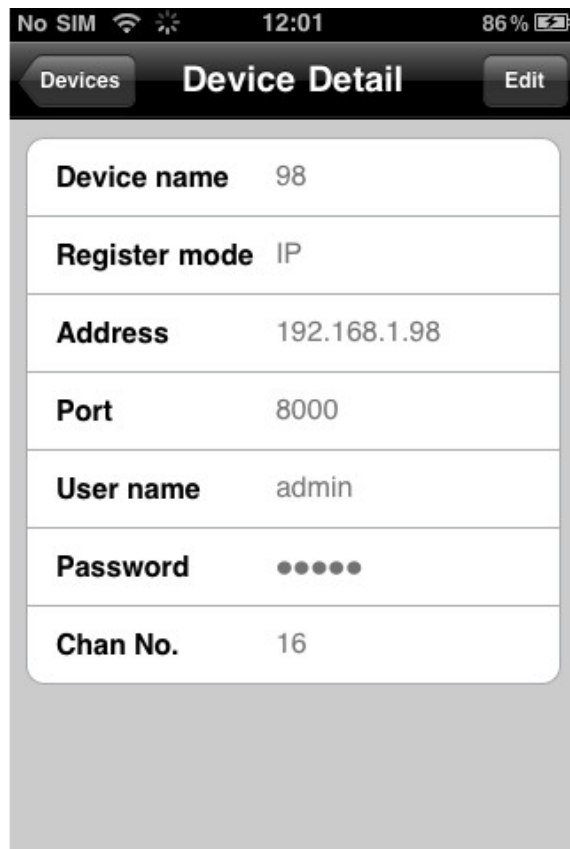 No SIM 12:01 86%
Devices Device Detail Edit
Device name 98
Register mode IP
Address 192.168.1.98
Port 8000
User name admin
Password •••••
Chan No. 16